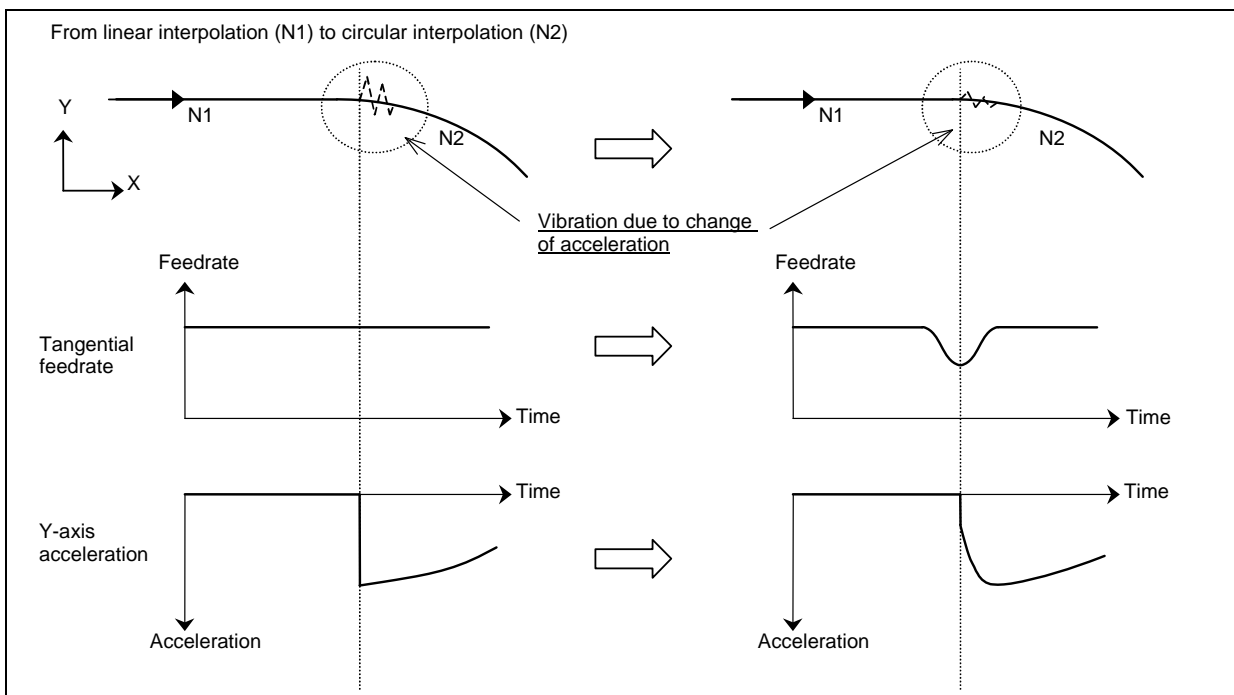 From linear interpolation (N1) to circular interpolation (N2)
Y
X
N1
N2
N1
N2
Vibration due to change
of acceleration
Feedrate
Feedrate
Tangential
feedrate
Time
Time
Time
Time
Y-axis
acceleration
Acceleration
Acceleration